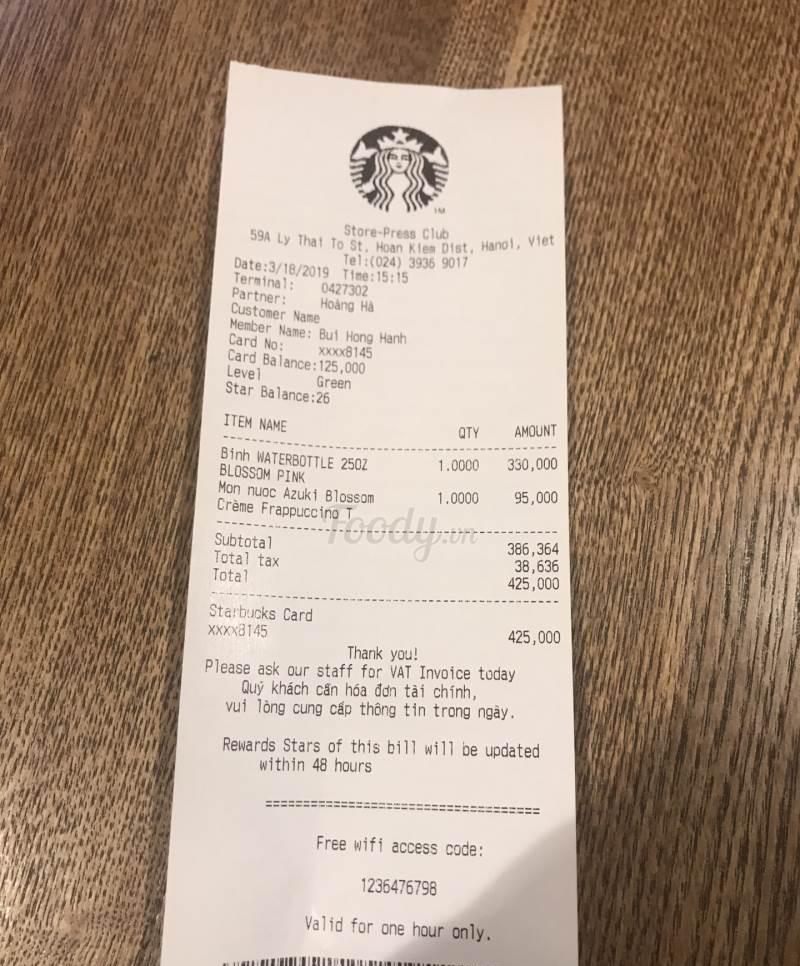 TM
Store-Press Club
59A Ly Thai To St, Hoan Kiem Dist, Hanoi, Viet
Tel:(024) 3936 9017
Date:3/18/2019 Time:15:15
Terminal: 0427302
Partner: Hoàng Hà
Customer Name
Member Name: Bui Hong Hanh
Card No: xxxx8145
Card Balance:125,000
Level Green
Star Balance:26
ITEM NAME QTY AMOUNT
Binh WATERBOTTLE 25OZ 1.0000 330,000
BLOSSOM PINK
Mon nuoc Azuki Blossom 1.0000 95,000
Crème Frappuccino T
Foody.vn
Subtotal 386,364
Total tax 38,636
Total 425,000
Starbucks Card
xxxx8145 425,000
Thank you!
Please ask our staff for VAT Invoice today
Quý khách cần hóa đơn tài chính,
vui lòng cung cấp thông tin trong ngày.
Rewards Stars of this bill will be updated
within 48 hours
====================================
Free wifi access code:
1236476798
Valid for one hour only.